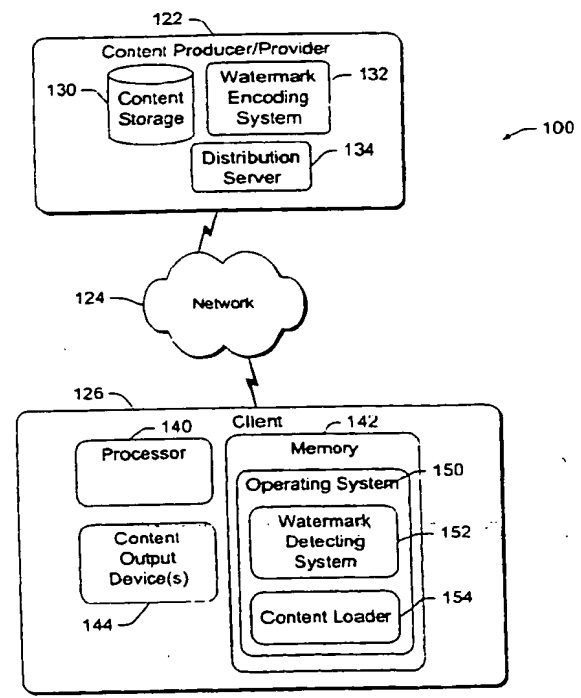 122
Content Producer/Provider
130
Content
Storage
Watermark
Encoding
System
132
100
Distribution
Server
134
124
Network
126
Client
140
Processor
142
Memory
Operating System
150
Watermark
Detecting
System
152
Content
Output
Device(s)
144
Content Loader
154